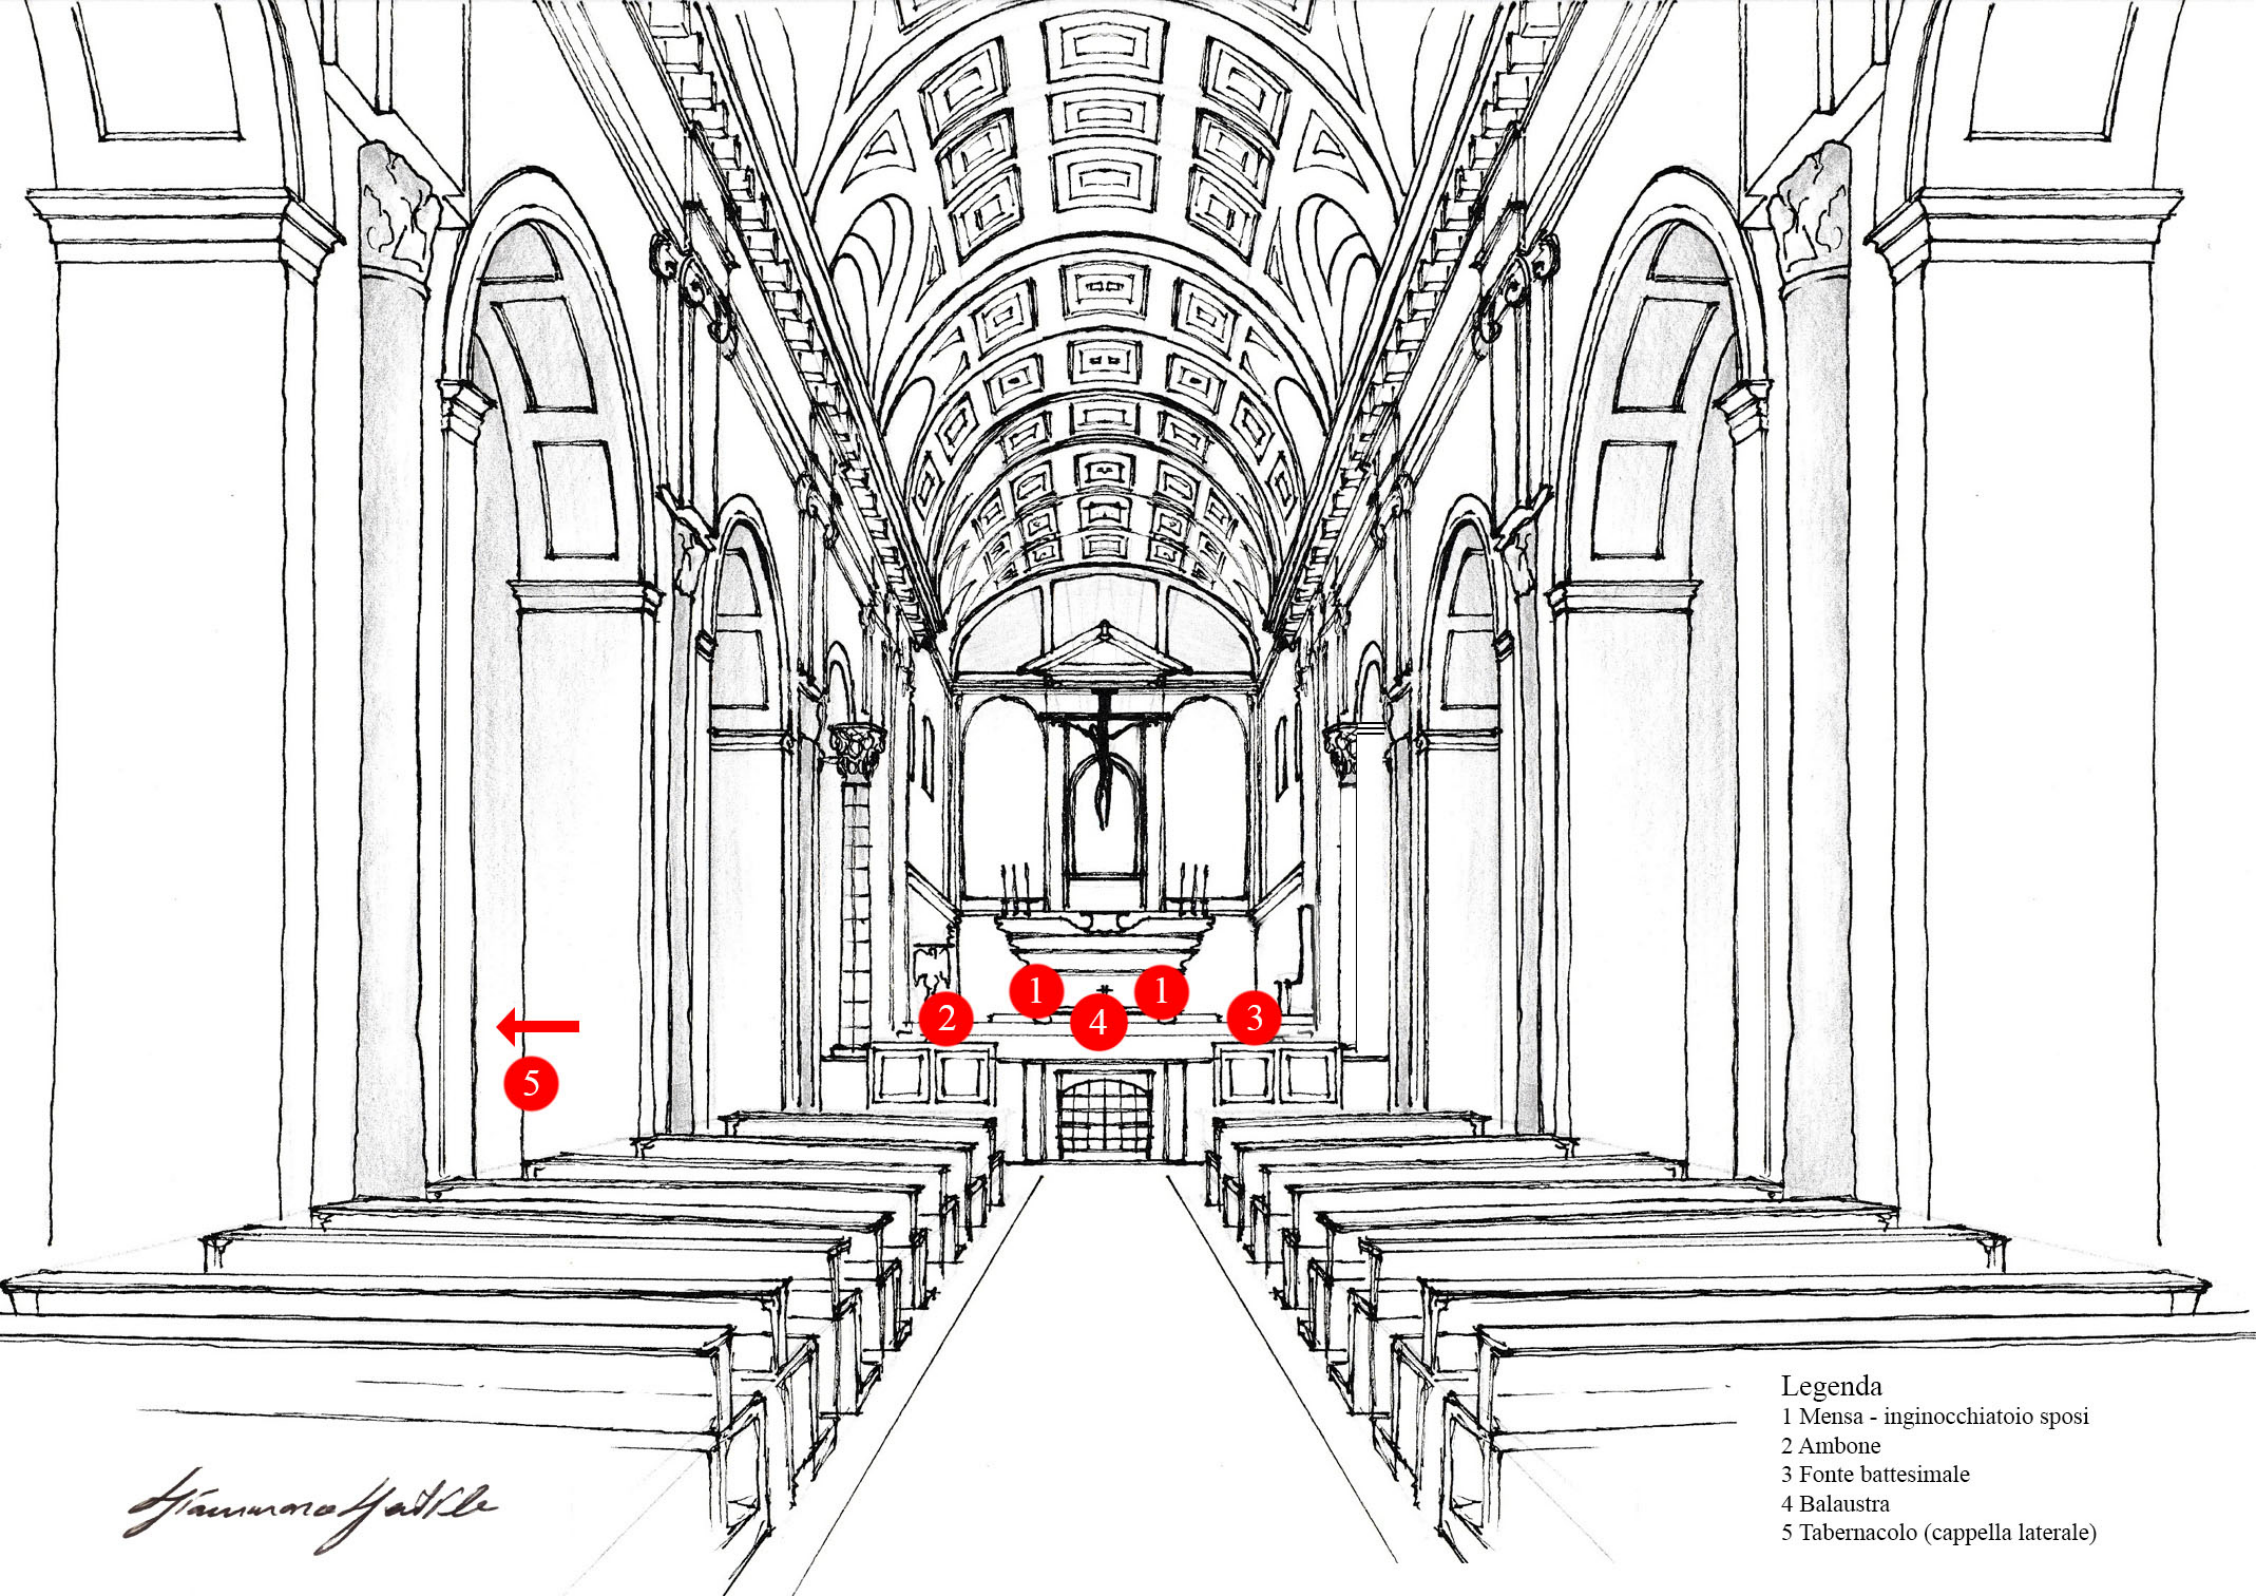 1 1
2 4 3
5
Legenda
1 Mensa - inginocchiatoio sposi
2 Ambone
3 Fonte battesimale
4 Balaustra
5 Tabernacolo (cappella laterale)